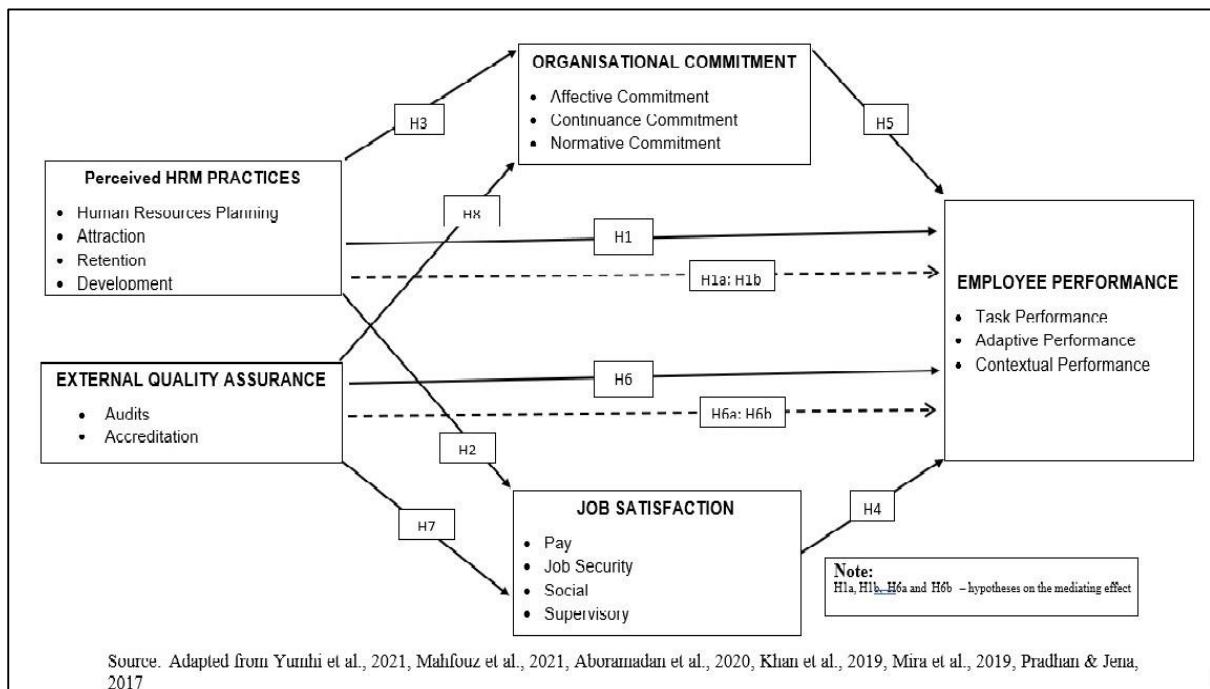 ORGANISATIONAL COMMITMENT
• Affective Commitment
• Continuance Commitment
• Normative Commitment
H3
H5
Perceived HRM PRACTICES
• Human Resources Planning
• Attraction
• Retention
• Development
H8
H1
H1a; H1b
EMPLOYEE PERFORMANCE
• Task Performance
• Adaptive Performance
• Contextual Performance
EXTERNAL QUALITY ASSURANCE
• Audits
• Accreditation
H6
H6a; H6b
H2
H7
JOB SATISFACTION
• Pay
• Job Security
• Social
• Supervisory
H4
Note:
H1a, H1b, H6a and H6b – hypotheses on the mediating effect
Source. Adapted from Yumhi et al., 2021, Mahfouz et al., 2021, Aboramadan et al., 2020, Khan et al., 2019, Mira et al., 2019, Pradhan & Jena,
2017